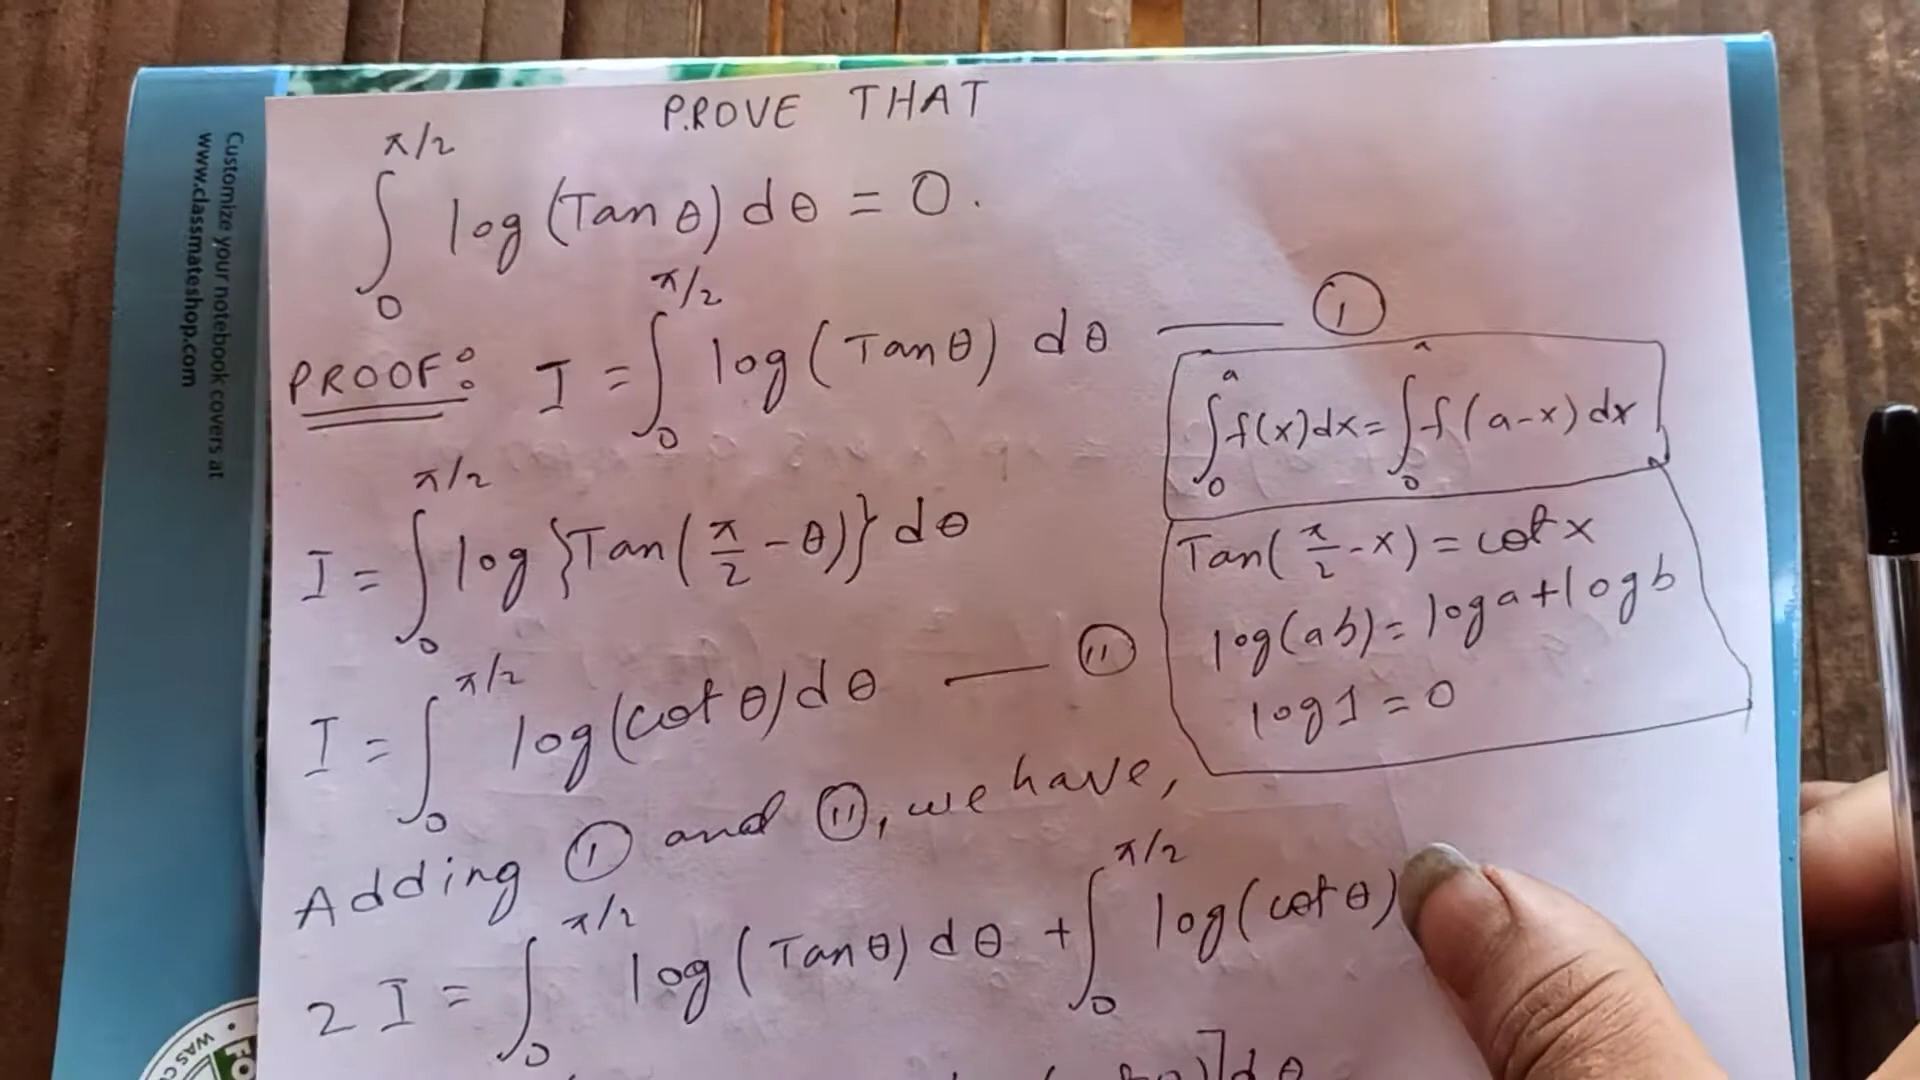 PROVE THAT
∫₀^π/2 log(Tan θ) dθ = 0.
PROOF: I = ∫₀^π/2 log(Tan θ) dθ —— ①
∫₀^a f(x)dx = ∫₀^a f(a-x)dx
I = ∫₀^π/2 log{Tan(π/2 - θ)} dθ
Tan(π/2 - x) = cot x
log(ab) = log a + log b
log 1 = 0
I = ∫₀^π/2 log(cot θ) dθ —— ⑪
Adding ① and ⑪, we have,
2 I = ∫₀^π/2 log(Tan θ) dθ + ∫₀^π/2 log(cot θ)
] dθ
Customize your notebook covers at
www.classmateshop.com